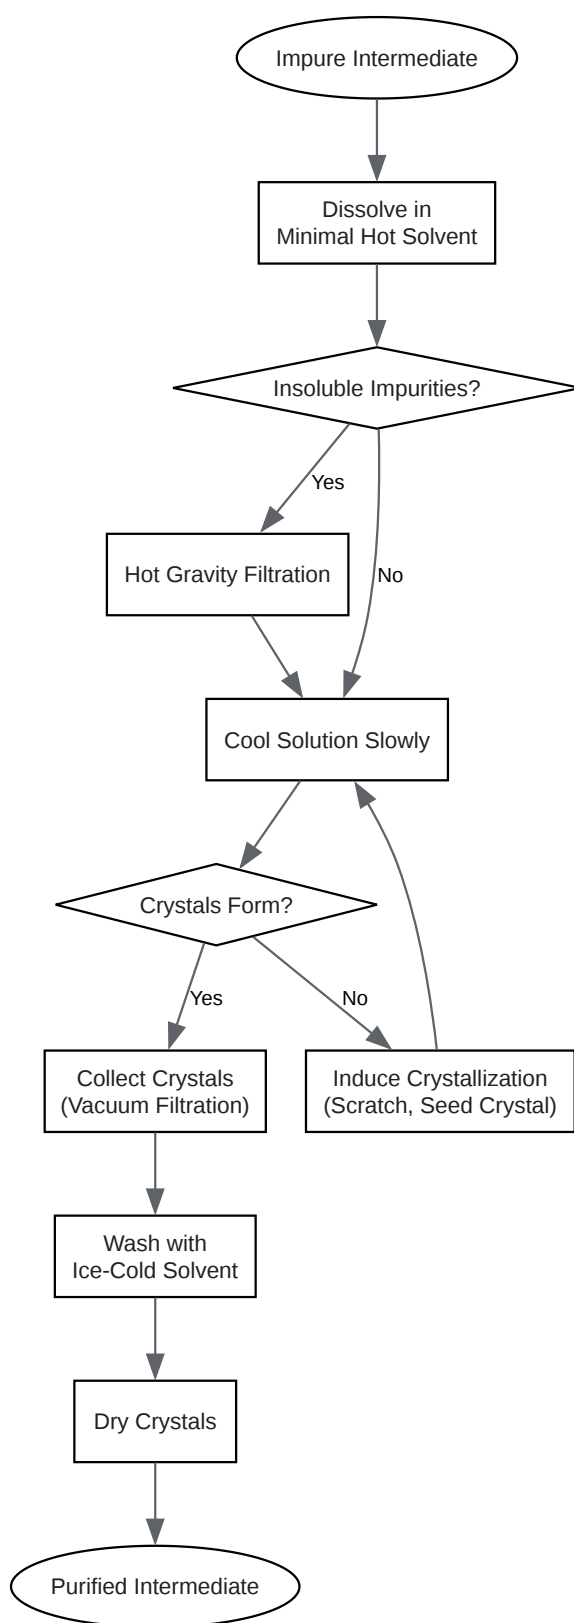 Impure Intermediate
Dissolve in
Minimal Hot Solvent
Insoluble Impurities?
Yes
Hot Gravity Filtration
No
Cool Solution Slowly
Crystals Form?
Yes
No
Collect Crystals
(Vacuum Filtration)
Induce Crystallization
(Scratch, Seed Crystal)
Wash with
Ice-Cold Solvent
Dry Crystals
Purified Intermediate